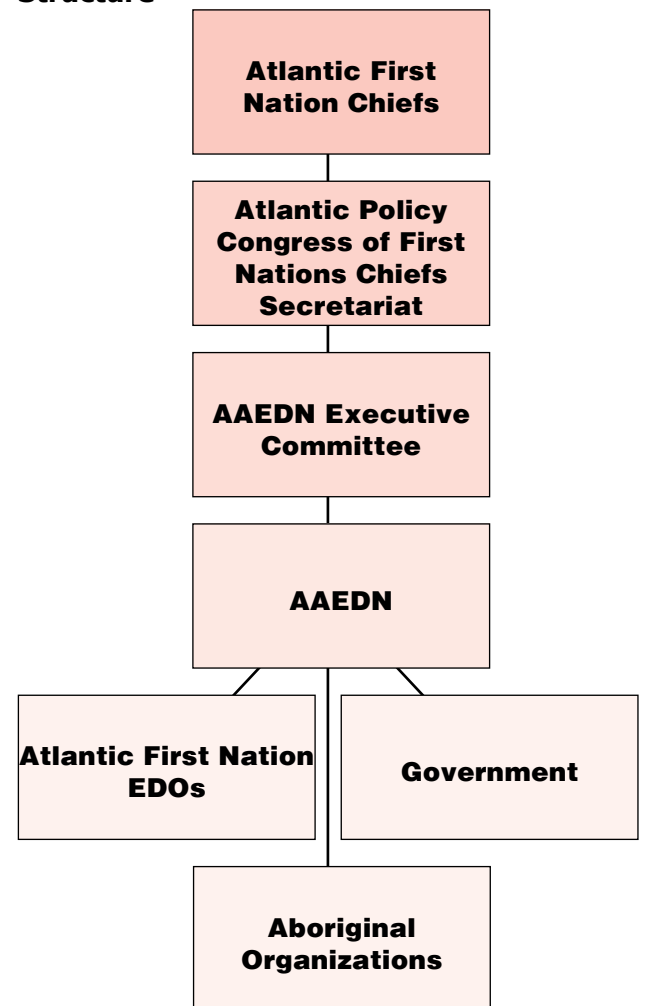 Structure
Atlantic First
Nation Chiefs
Atlantic Policy
Congress of First
Nations Chiefs
Secretariat
AAEDN Executive
Committee
AAEDN
Atlantic First Nation
EDOs
Government
Aboriginal
Organizations